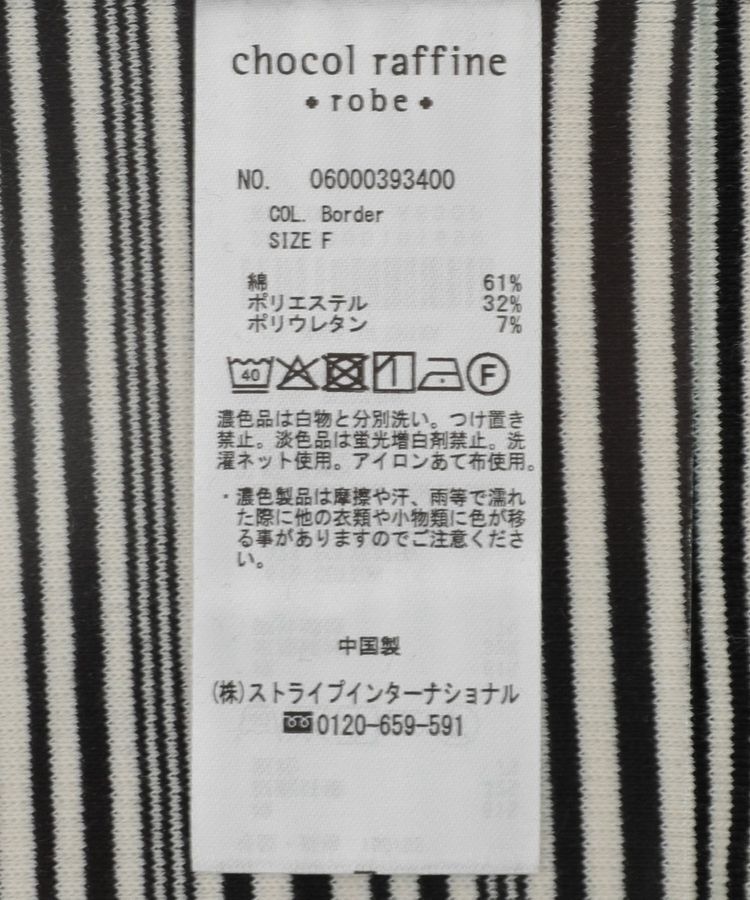 chocol raffine
robe
NO. 06000393400
COL. Border
SIZE F
綿 61%
ポリエステル 32%
ポリウレタン 7%
40 F
濃色品は白物と分別洗い。つけ置き
禁止。淡色品は蛍光増白剤禁止。洗
濯ネット使用。アイロンあて布使用。
・濃色製品は摩擦や汗、雨等で濡れ
た際に他の衣類や小物類に色が移
る事がありますのでご注意くださ
い。
中国製
(株)ストライプインターナショナル
0120-659-591